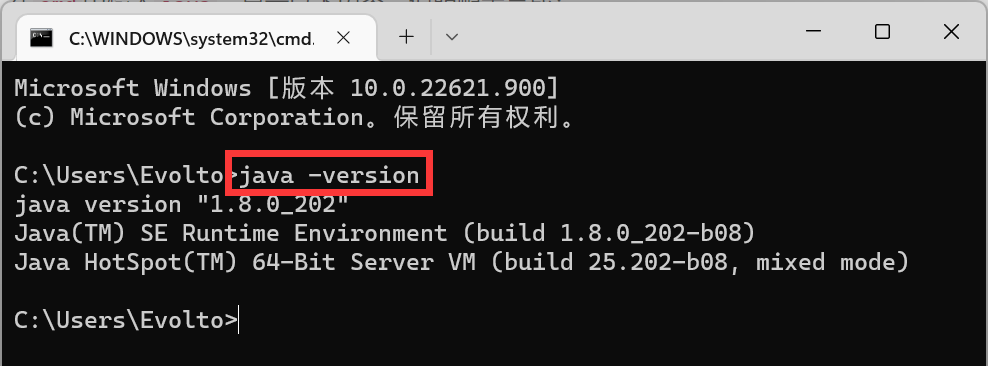 C:\WINDOWS\system32\cmd.
Microsoft Windows [版本 10.0.22621.900]
(c) Microsoft Corporation。保留所有权利。
C:\Users\Evolto>java -version
java version "1.8.0_202"
Java(TM) SE Runtime Environment (build 1.8.0_202-b08)
Java HotSpot(TM) 64-Bit Server VM (build 25.202-b08, mixed mode)
C:\Users\Evolto>